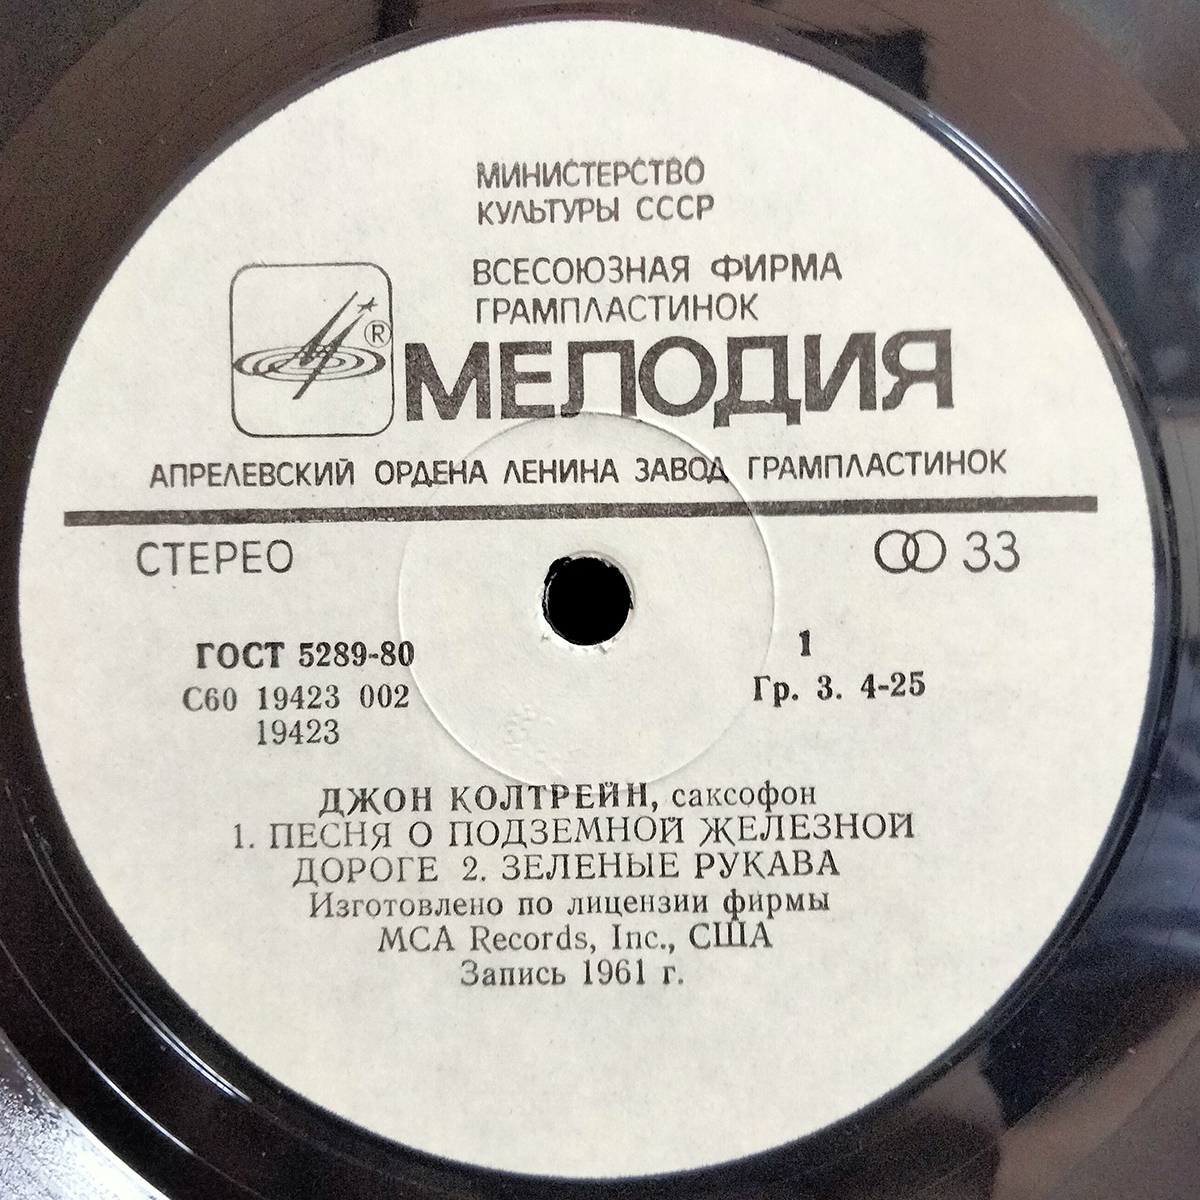 МИНИСТЕРСТВО
КУЛЬТУРЫ СССР
ВСЕСОЮЗНАЯ ФИРМА
ГРАМПЛАСТИНОК
®
МЕЛОДИЯ
АПРЕЛЕВСКИЙ ОРДЕНА ЛЕНИНА ЗАВОД ГРАМПЛАСТИНОК
СТЕРЕО
33
ГОСТ 5289-80
1
С60 19423 002
Гр. 3. 4-25
19423
ДЖОН КОЛТРЕЙН, саксофон
1. ПЕСНЯ О ПОДЗЕМНОЙ ЖЕЛЕЗНОЙ
ДОРОГЕ 2. ЗЕЛЕНЫЕ РУКАВА
Изготовлено по лицензии фирмы
MCA Records, Inc., США
Запись 1961 г.